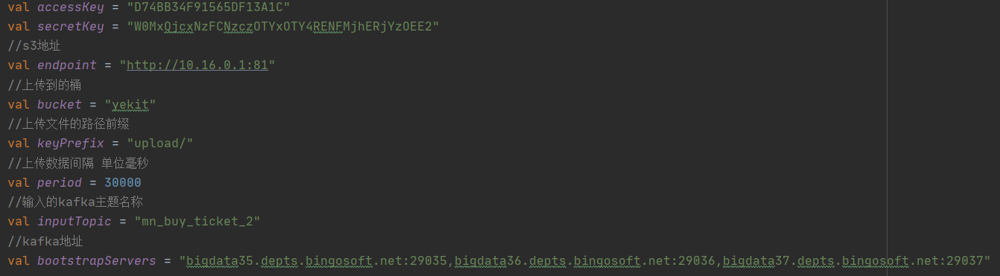 val accessKey = "D74BB34F91565DF13A1C"
val secretKey = "W0MxQjcxNzFCNzczOTYxOTY4RENFMjhERjYzOEE2"
//s3地址
val endpoint = "http://10.16.0.1:81"
//上传到的桶
val bucket = "yekit"
//上传文件的路径前缀
val keyPrefix = "upload/"
//上传数据间隔 单位毫秒
val period = 30000
//输入的kafka主题名称
val inputTopic = "mn_buy_ticket_2"
//kafka地址
val bootstrapServers = "bigdata35.depts.bingosoft.net:29035,bigdata36.depts.bingosoft.net:29036,bigdata37.depts.bingosoft.net:29037"